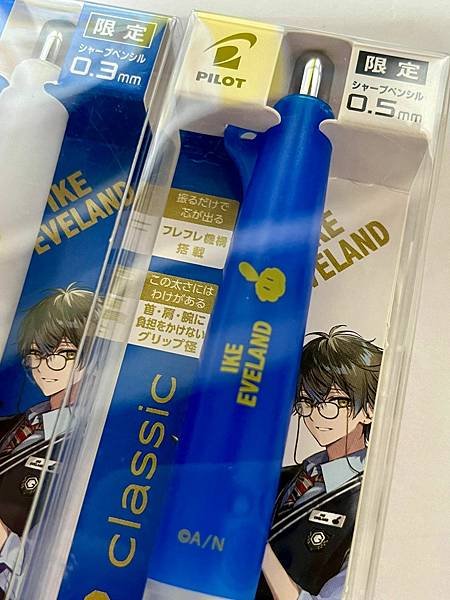 限定
シャープペンシル
0.3mm
IKE
EVELAND
PILOT
限定
シャープペンシル
0.5mm
振るだけで
芯が出る
フレフレ機構
搭載
この太さには
わけがある
首・肩・腕に
負担をかけない
グリップ径
classic
IKE
EVELAND
©A/N
IKE
EVELAND